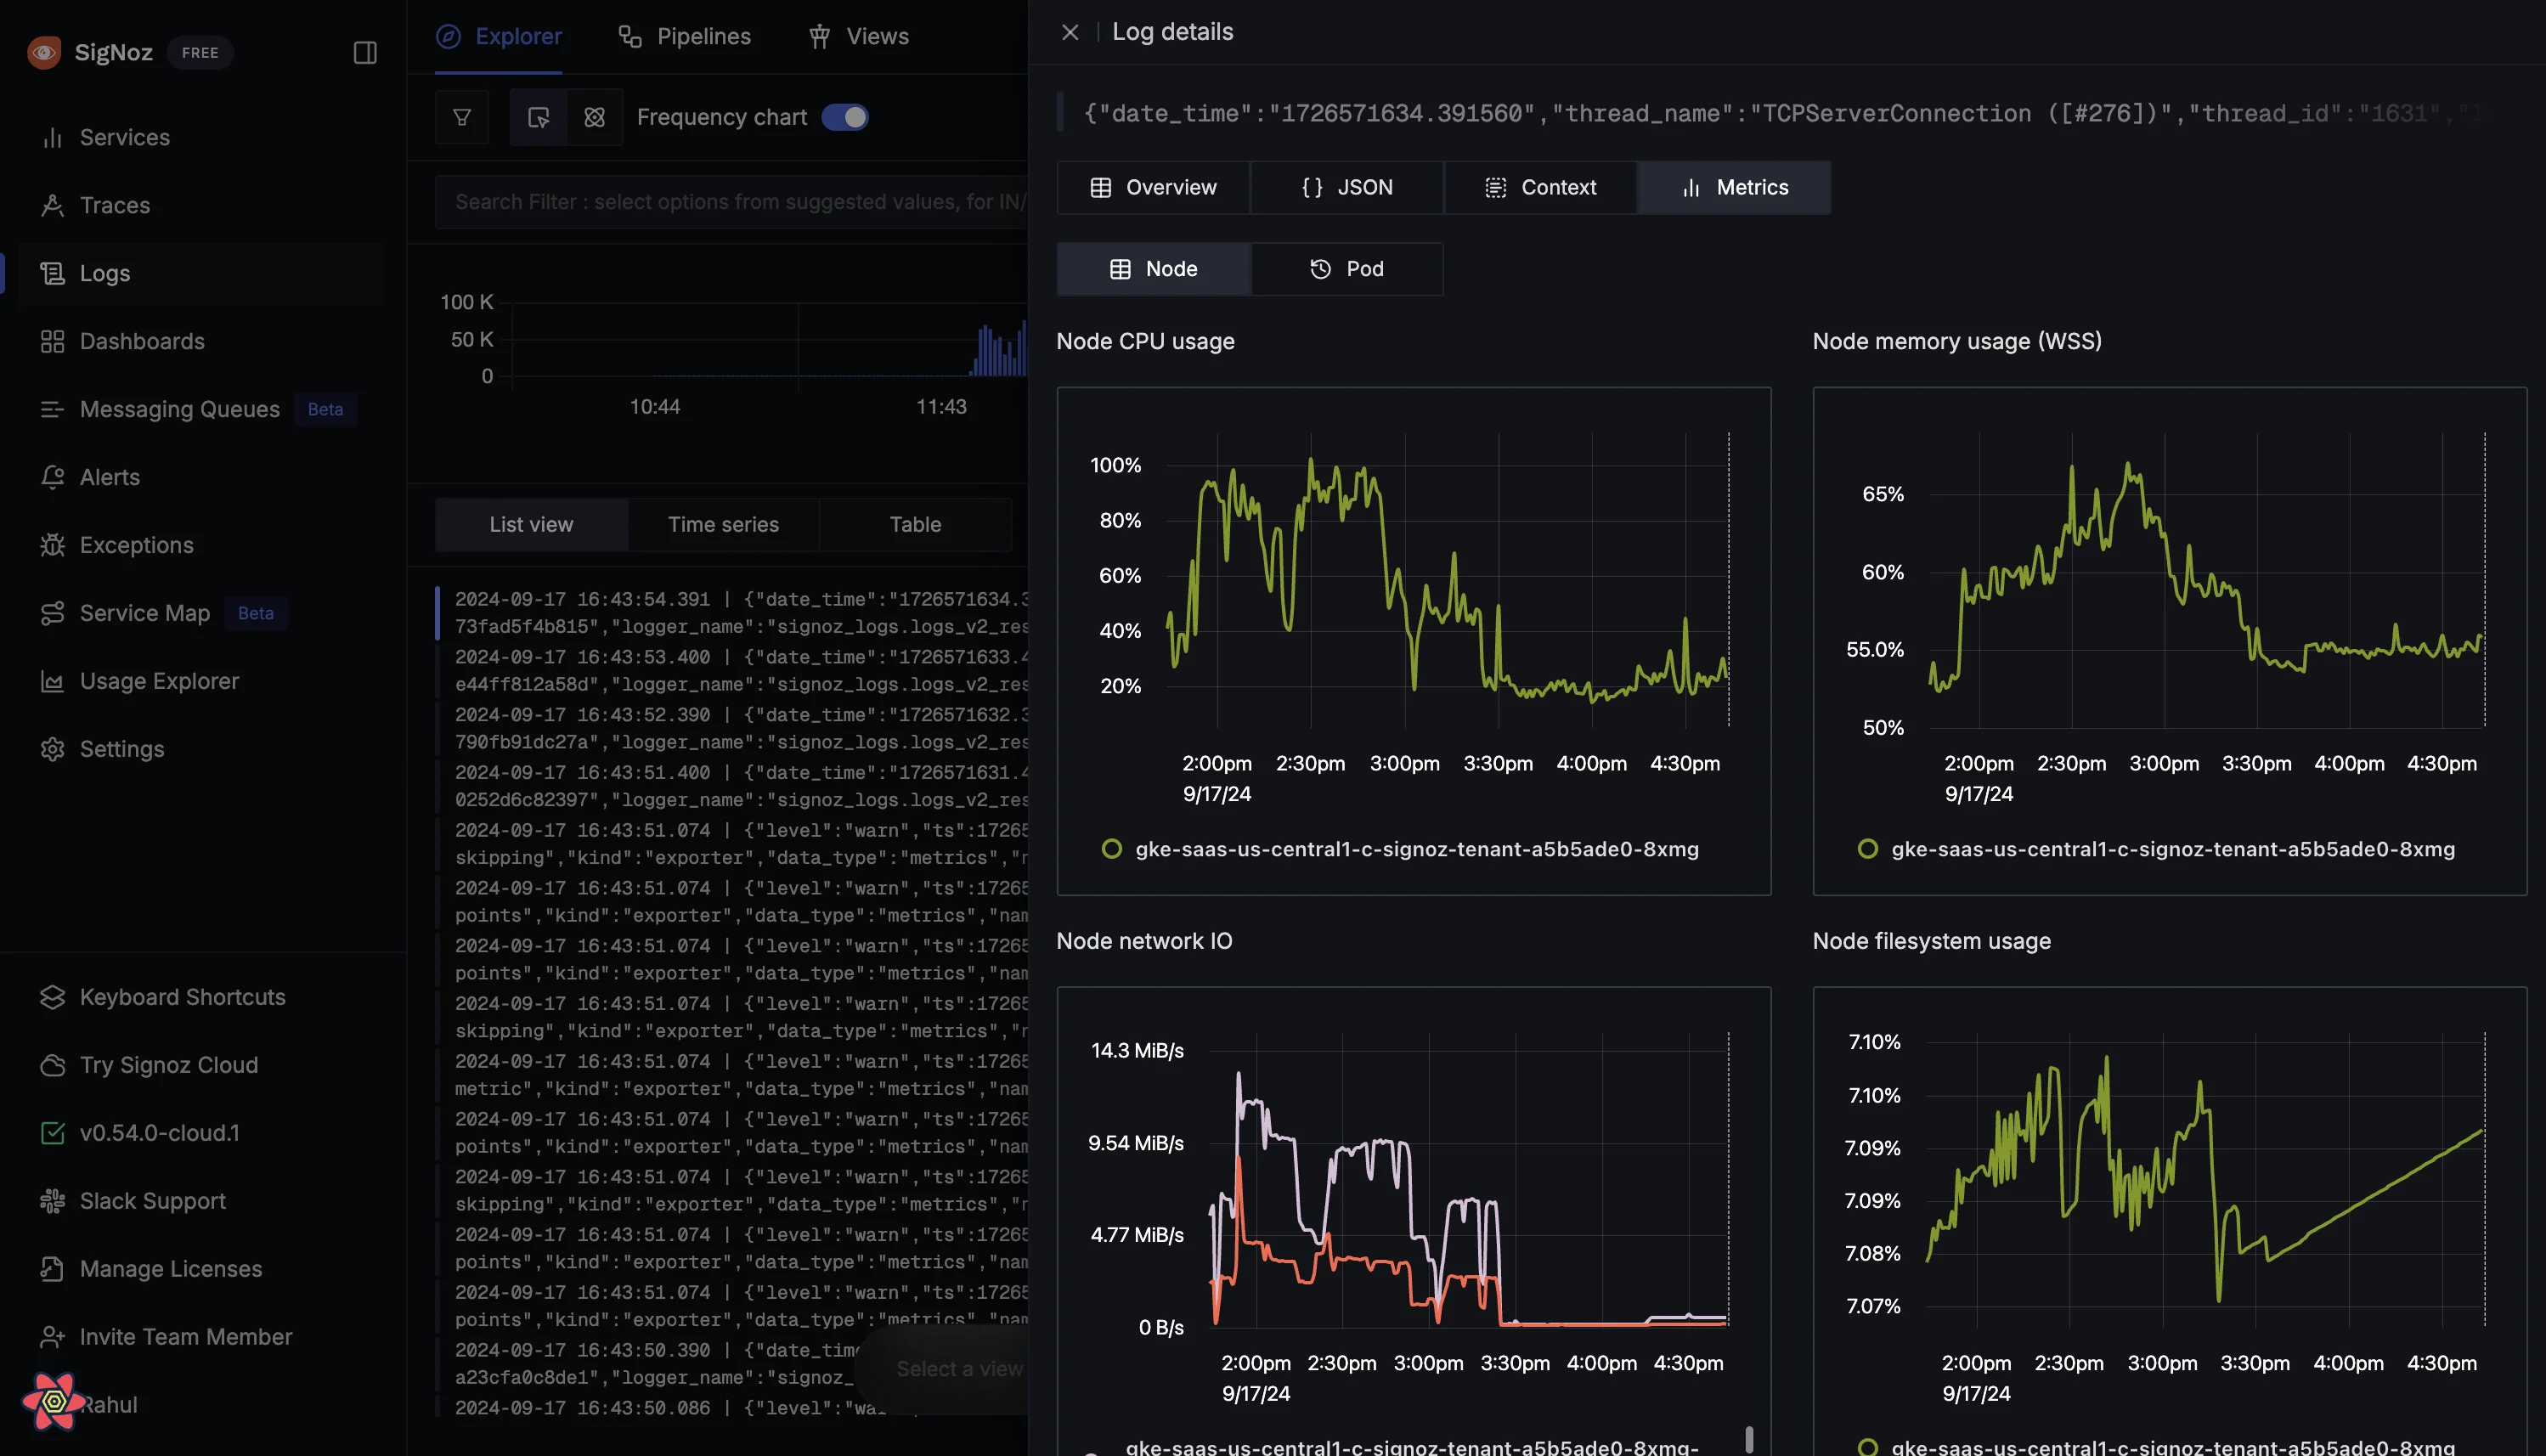 SigNoz FREE
Services
Traces
Logs
Dashboards
Messaging Queues Beta
Alerts
Exceptions
Service Map Beta
Usage Explorer
Settings
Keyboard Shortcuts
Try Signoz Cloud
v0.54.0-cloud.1
Slack Support
Manage Licenses
Invite Team Member
Rahul
Explorer Pipelines Views
Frequency chart
Search Filter : select options from suggested values, for IN/
100 K
50 K
0
10:44 11:43
List view Time series Table
2024-09-17 16:43:54.391 | {"date_time":"1726571634.3
73fad5f4b815","logger_name":"signoz_logs.logs_v2_res
2024-09-17 16:43:53.400 | {"date_time":"1726571633.4
e44ff812a58d","logger_name":"signoz_logs.logs_v2_res
2024-09-17 16:43:52.390 | {"date_time":"1726571632.3
790fb91dc27a","logger_name":"signoz_logs.logs_v2_res
2024-09-17 16:43:51.400 | {"date_time":"1726571631.4
0252d6c82397","logger_name":"signoz_logs.logs_v2_res
2024-09-17 16:43:51.074 | {"level":"warn","ts":17265
skipping","kind":"exporter","data_type":"metrics","n
2024-09-17 16:43:51.074 | {"level":"warn","ts":17265
points","kind":"exporter","data_type":"metrics","nam
2024-09-17 16:43:51.074 | {"level":"warn","ts":17265
points","kind":"exporter","data_type":"metrics","nam
2024-09-17 16:43:51.074 | {"level":"warn","ts":17265
skipping","kind":"exporter","data_type":"metrics","n
2024-09-17 16:43:51.074 | {"level":"warn","ts":17265
metric","kind":"exporter","data_type":"metrics","nam
2024-09-17 16:43:51.074 | {"level":"warn","ts":17265
points","kind":"exporter","data_type":"metrics","nam
2024-09-17 16:43:51.074 | {"level":"warn","ts":17265
skipping","kind":"exporter","data_type":"metrics","n
2024-09-17 16:43:51.074 | {"level":"warn","ts":17265
points","kind":"exporter","data_type":"metrics","nam
2024-09-17 16:43:51.074 | {"level":"warn","ts":17265
points","kind":"exporter","data_type":"metrics","nam
2024-09-17 16:43:50.390 | {"date_time
a23cfa0c8de1","logger_name":"signoz_
2024-09-17 16:43:50.086 | {"level":"wa
Select a view
Log details
{"date_time":"1726571634.391560","thread_name":"TCPServerConnection ([#276])","thread_id":"1631","l
Overview JSON Context Metrics
Node Pod
Node CPU usage
100%
80%
60%
40%
20%
2:00pm 2:30pm 3:00pm 3:30pm 4:00pm 4:30pm
9/17/24
gke-saas-us-central1-c-signoz-tenant-a5b5ade0-8xmg
Node memory usage (WSS)
65%
60%
55.0%
50%
2:00pm 2:30pm 3:00pm 3:30pm 4:00pm 4:30pm
9/17/24
gke-saas-us-central1-c-signoz-tenant-a5b5ade0-8xmg
Node network IO
14.3 MiB/s
9.54 MiB/s
4.77 MiB/s
0 B/s
2:00pm 2:30pm 3:00pm 3:30pm 4:00pm 4:30pm
9/17/24
gke-saas-us-central1-c-signoz-tenant-a5b5ade0-8xmg-
Node filesystem usage
7.10%
7.10%
7.09%
7.09%
7.08%
7.07%
2:00pm 2:30pm 3:00pm 3:30pm 4:00pm 4:30pm
9/17/24
gke-saas-us-central1-c-signoz-tenant-a5b5ade0-8xmg